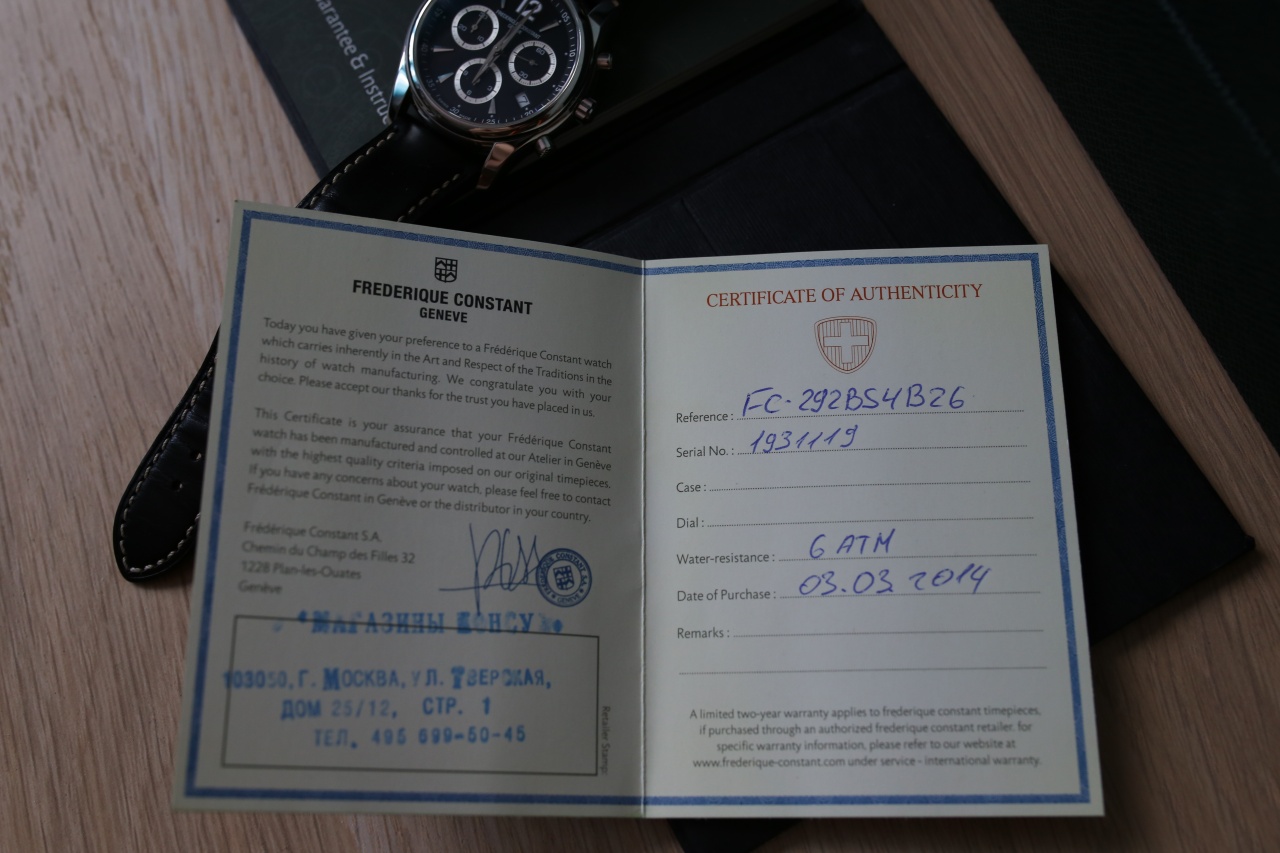 arantee & Instruc
12
FREDERIQUE CONSTANT
GENEVE
Today you have given your preference to a Frédérique Constant watch
which carries inherently in the Art and Respect of the Traditions in the
history of watch manufacturing. We congratulate you with your
choice. Please accept our thanks for the trust you have placed in us.
This Certificate is your assurance that your Frédérique Constant
watch has been manufactured and controlled at our Atelier in Genève
with the highest quality criteria imposed on our original timepieces.
If you have any concerns about your watch, please feel free to contact
Frédérique Constant in Genève or the distributor in your country.
Frédérique Constant S.A.
Chemin du Champ des Filles 32
1228 Plan-les-Ouates
Genève
FREDERIQUE CONSTANT SA
GENEVE
"МАГАЗИНЫ КОНСУ
103050, Г. МОСКВА, УЛ. ТВЕРСКАЯ,
ДОМ 25/12, СТР. 1
ТЕЛ. 495 699-50-45
Retailer Stamp:
CERTIFICATE OF AUTHENTICITY
Reference : FC-292BS4B26
Serial No. : 1931119
Case :
Dial :
Water-resistance : 6 ATM
Date of Purchase : 03.03.2014
Remarks :
A limited two-year warranty applies to frederique constant timepieces,
if purchased through an authorized frederique constant retailer, for
specific warranty information, please refer to our website at
www.frederique-constant.com under service - international warranty.